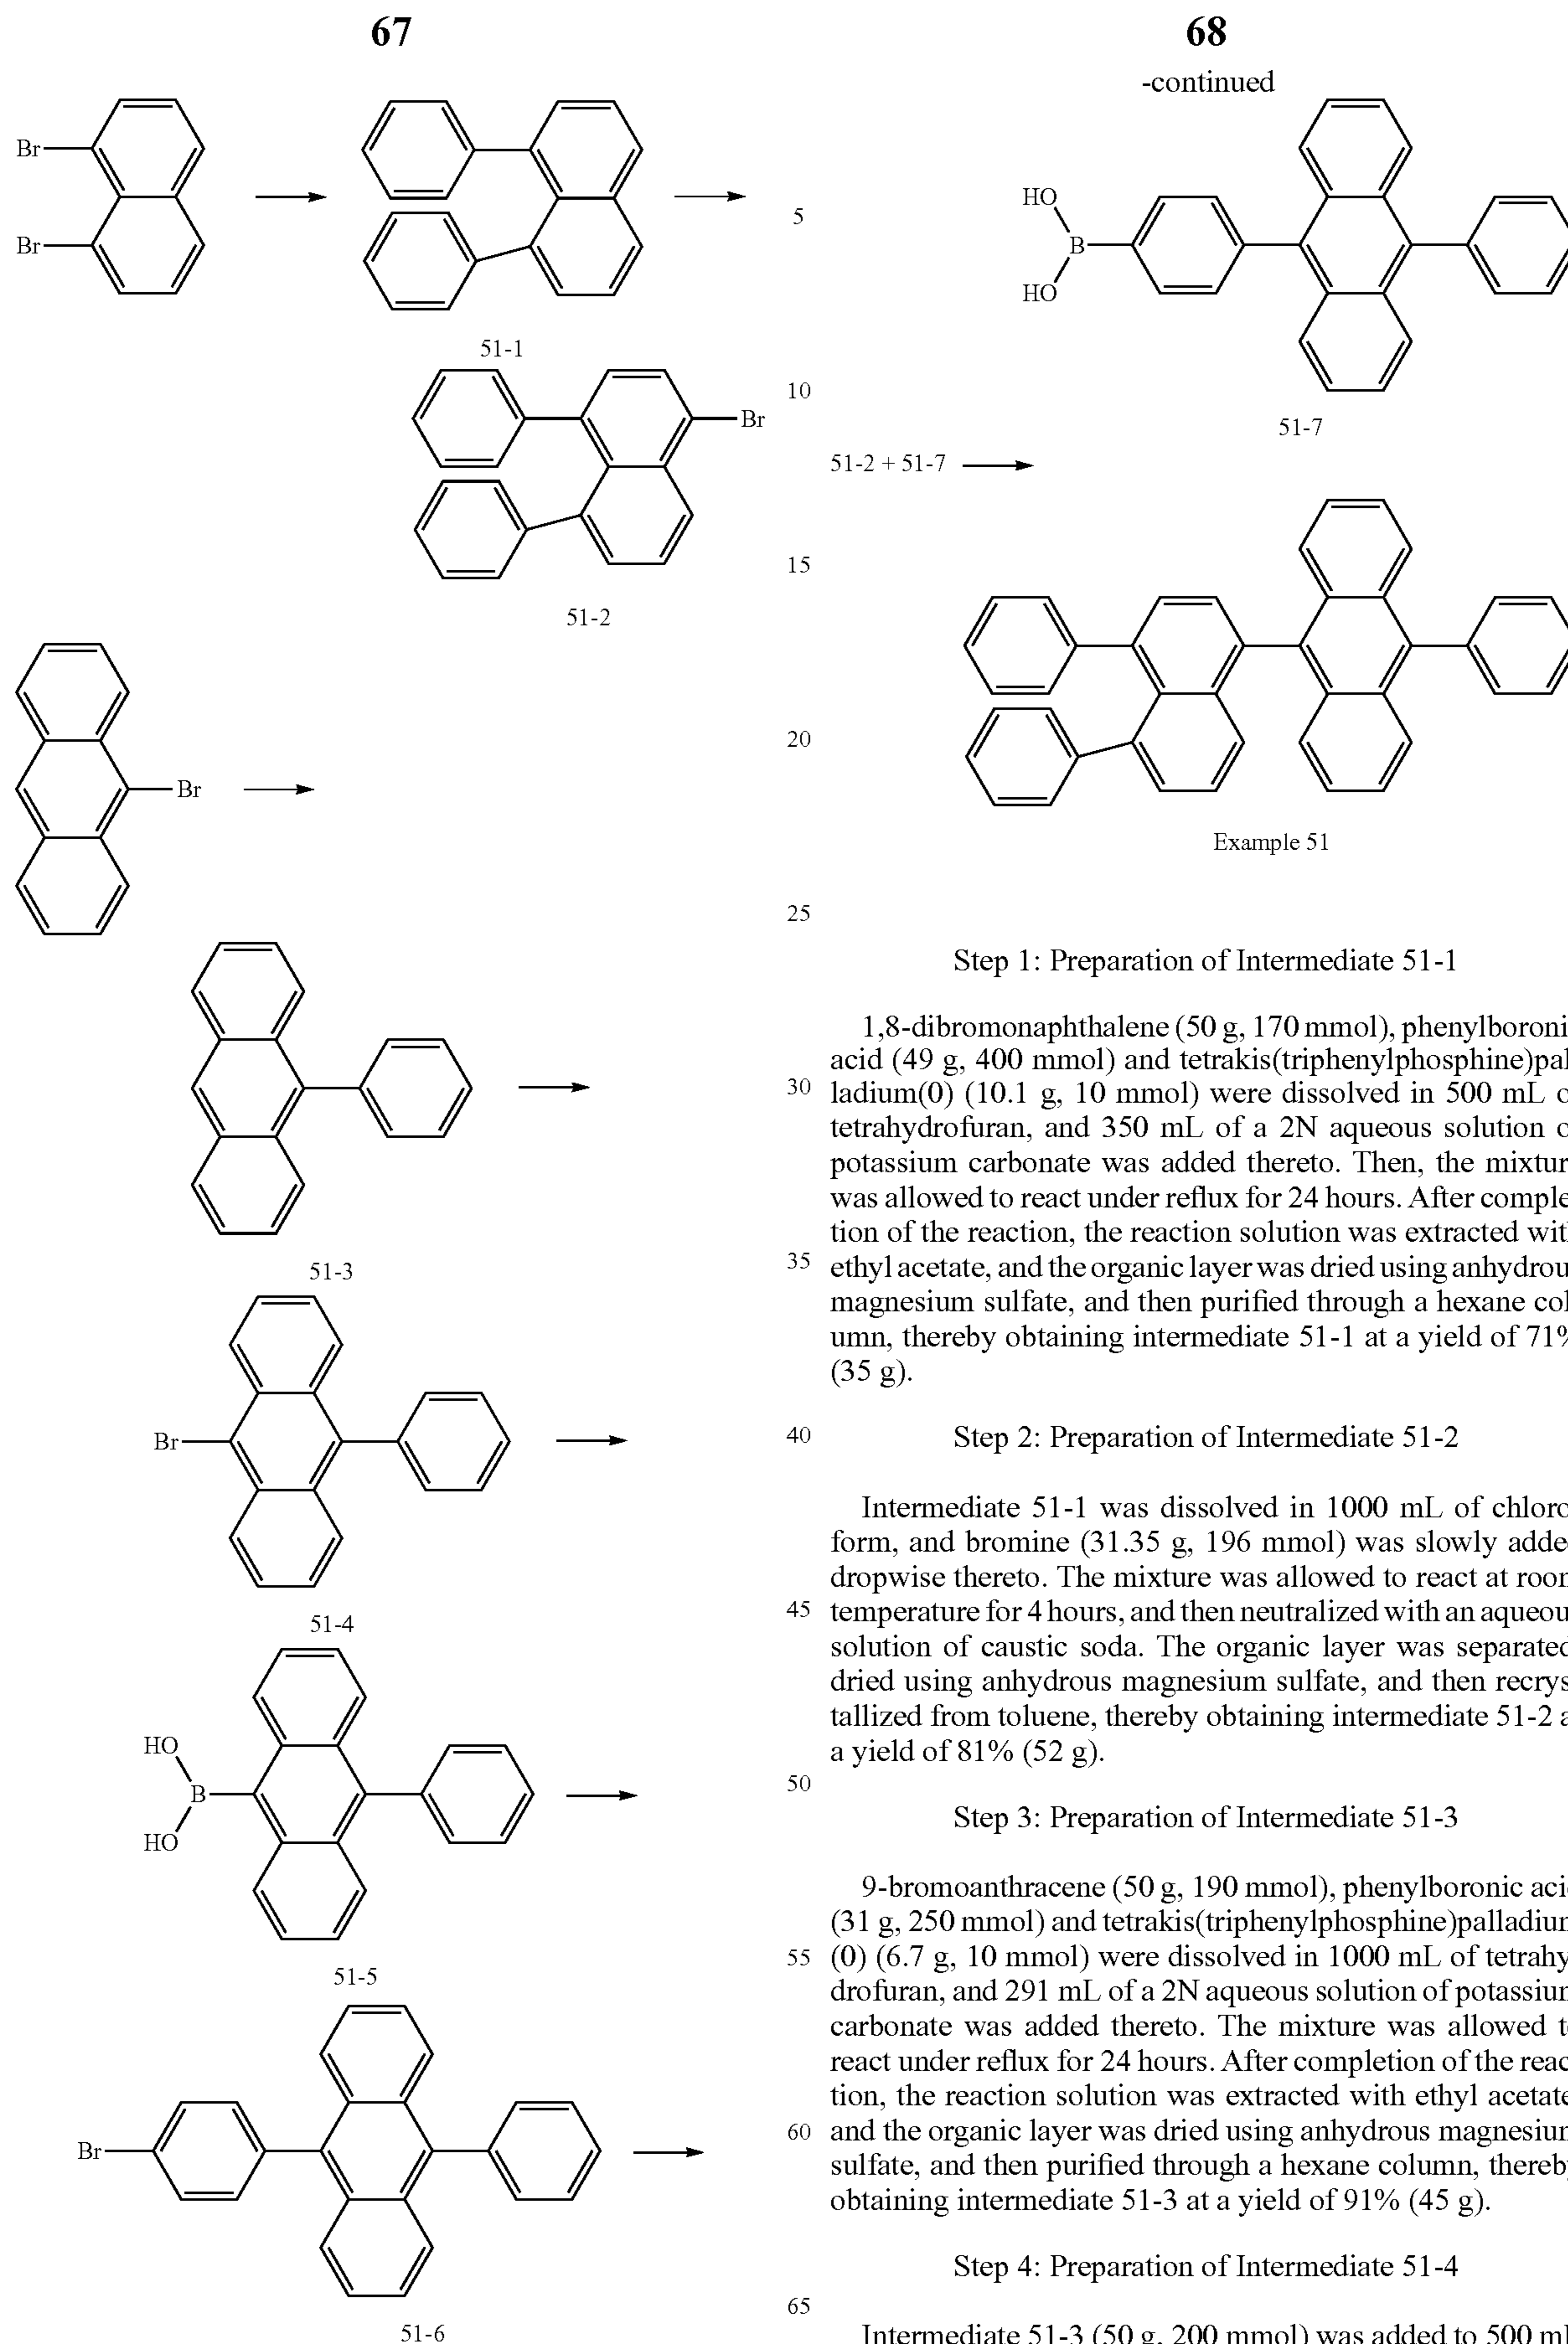 67
Br
Br
51-1
Br
51-2
Br
51-3
Br
51-4
HO
B
HO
51-5
Br
51-6
68
-continued
HO
B
HO
51-7
51-2 + 51-7
Example 51
5
10
15
20
25
30
35
40
45
50
55
60
65
Step 1: Preparation of Intermediate 51-1
1,8-dibromonaphthalene (50 g, 170 mmol), phenylboroni
acid (49 g, 400 mmol) and tetrakis(triphenylphosphine)pal
ladium(0) (10.1 g, 10 mmol) were dissolved in 500 mL o
tetrahydrofuran, and 350 mL of a 2N aqueous solution o
potassium carbonate was added thereto. Then, the mixtur
was allowed to react under reflux for 24 hours. After comple
tion of the reaction, the reaction solution was extracted wit
ethyl acetate, and the organic layer was dried using anhydrou
magnesium sulfate, and then purified through a hexane col
umn, thereby obtaining intermediate 51-1 at a yield of 71%
(35 g).
Step 2: Preparation of Intermediate 51-2
Intermediate 51-1 was dissolved in 1000 mL of chloro
form, and bromine (31.35 g, 196 mmol) was slowly adde
dropwise thereto. The mixture was allowed to react at room
temperature for 4 hours, and then neutralized with an aqueou
solution of caustic soda. The organic layer was separated
dried using anhydrous magnesium sulfate, and then recrys
tallized from toluene, thereby obtaining intermediate 51-2 a
a yield of 81% (52 g).
Step 3: Preparation of Intermediate 51-3
9-bromoanthracene (50 g, 190 mmol), phenylboronic aci
(31 g, 250 mmol) and tetrakis(triphenylphosphine)palladium
(0) (6.7 g, 10 mmol) were dissolved in 1000 mL of tetrahy
drofuran, and 291 mL of a 2N aqueous solution of potassium
carbonate was added thereto. The mixture was allowed t
react under reflux for 24 hours. After completion of the reac
tion, the reaction solution was extracted with ethyl acetate
and the organic layer was dried using anhydrous magnesium
sulfate, and then purified through a hexane column, thereb
obtaining intermediate 51-3 at a yield of 91% (45 g).
Step 4: Preparation of Intermediate 51-4
Intermediate 51-3 (50 g, 200 mmol) was added to 500 m